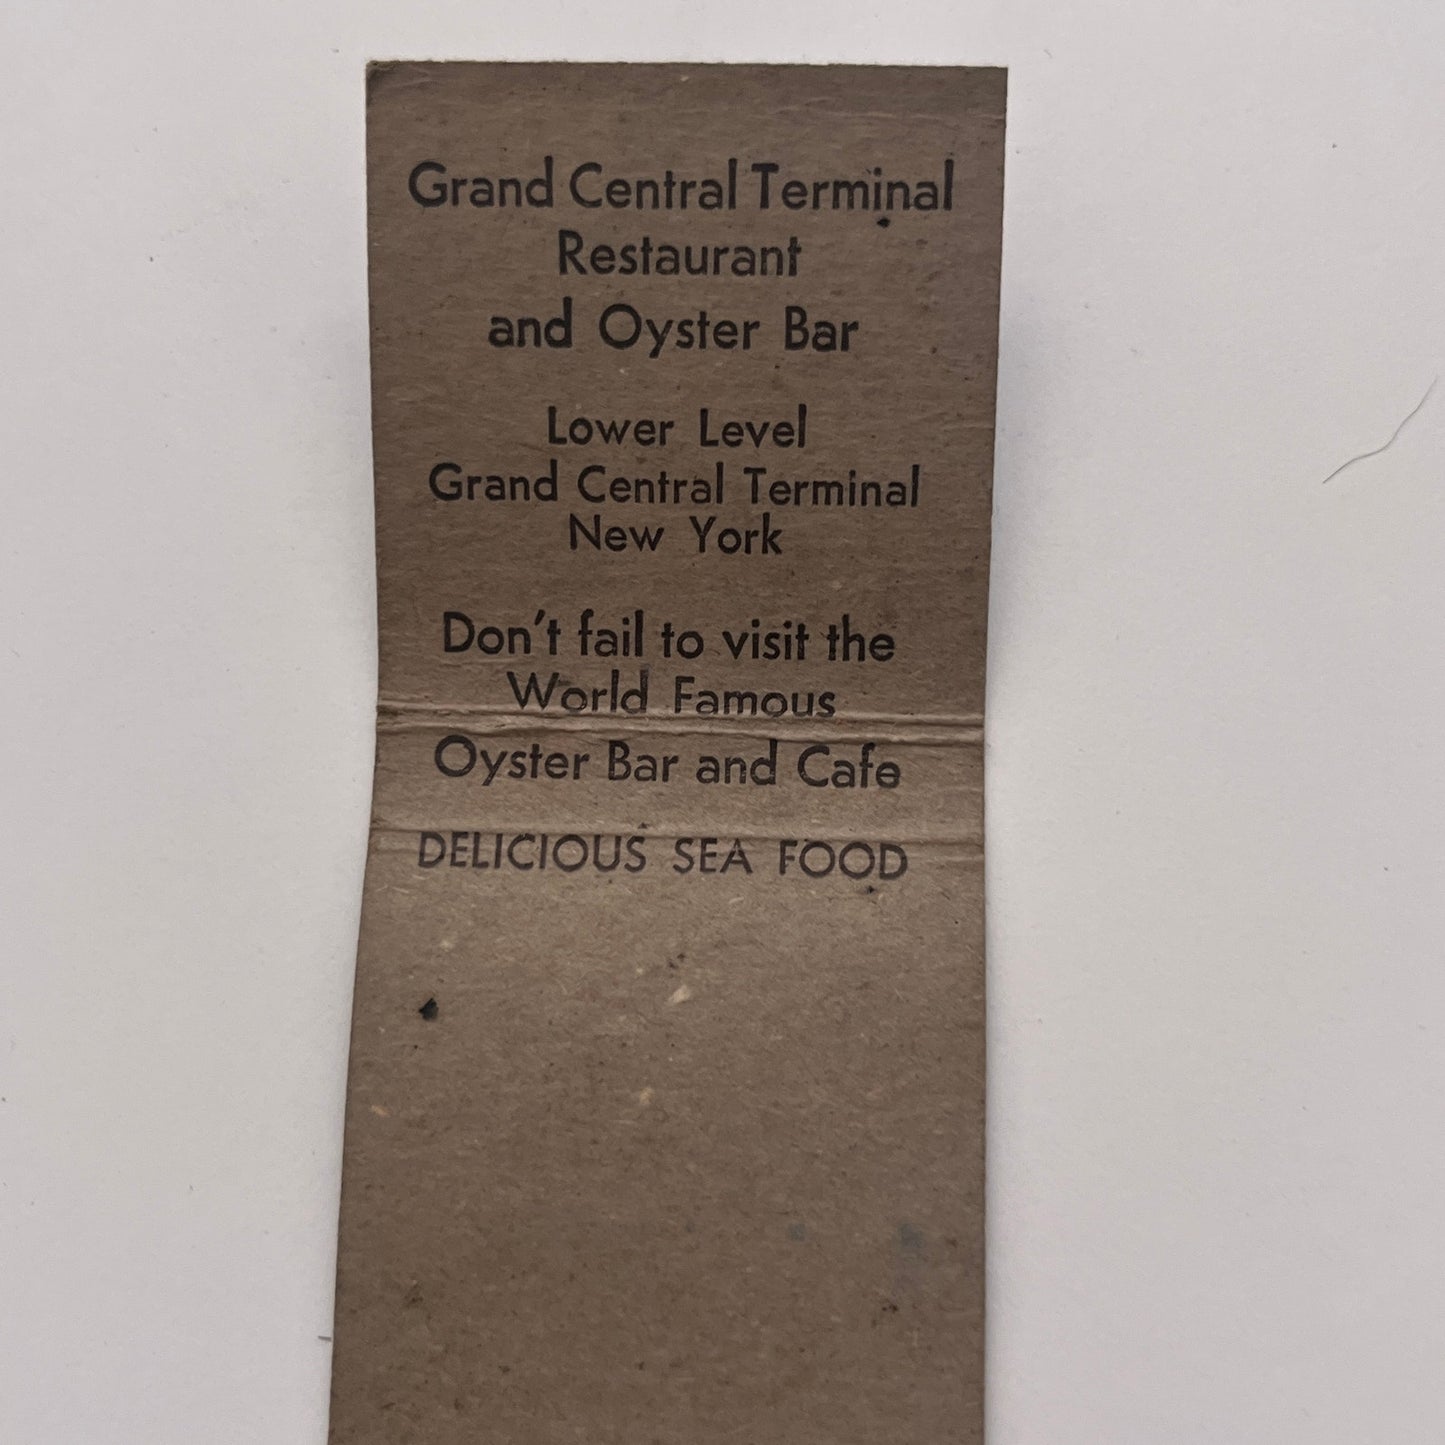 Grand Central Terminal
Restaurant
and Oyster Bar
Lower Level
Grand Central Terminal
New York
Don't fail to visit the
World Famous
Oyster Bar and Cafe
DELICIOUS SEA FOOD